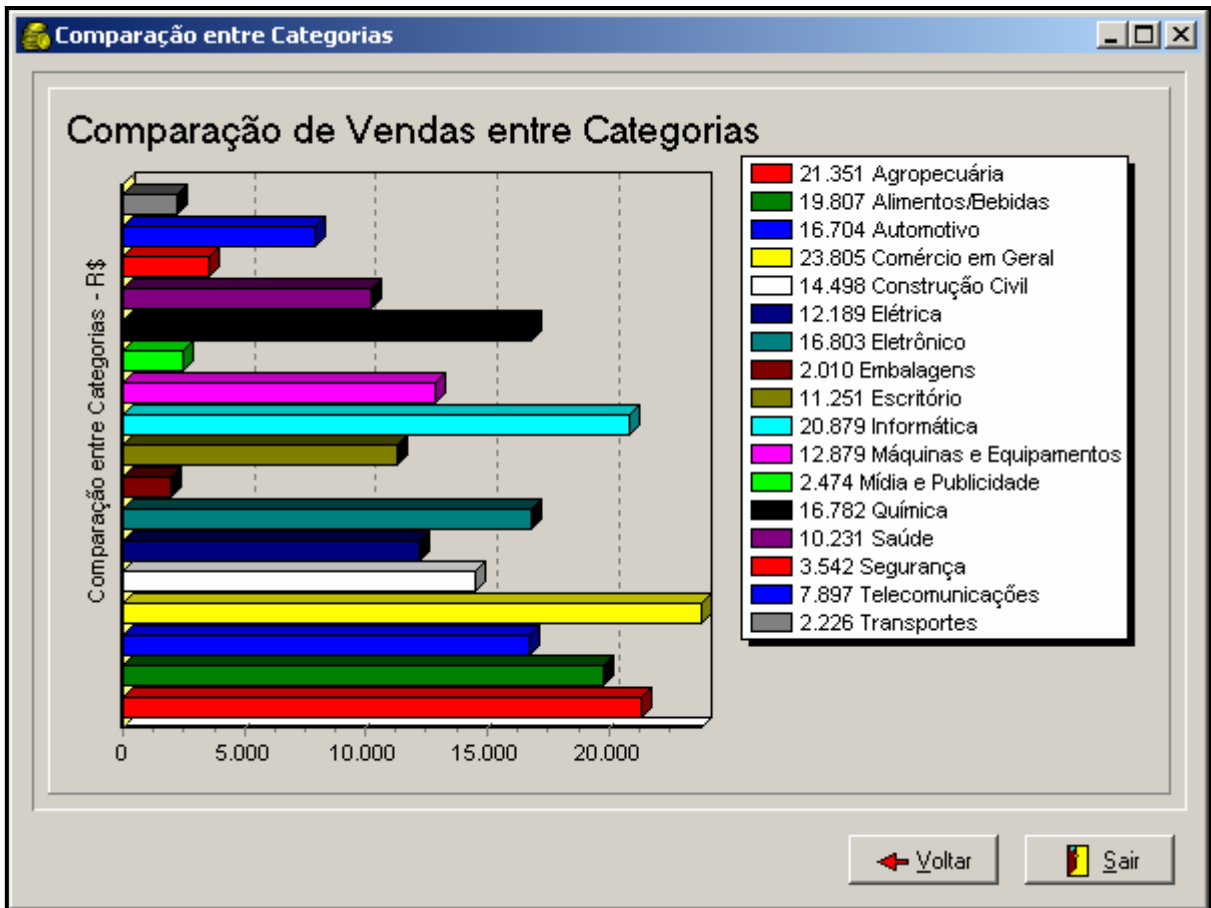 Comparação entre Categorias
Comparação de Vendas entre Categorias
Comparação entre Categorias - R$
21.351 Agropecuária
19.807 Alimentos/Bebidas
16.704 Automotivo
23.805 Comércio em Geral
14.498 Construção Civil
12.189 Elétrica
16.803 Eletrônico
2.010 Embalagens
11.251 Escritório
20.879 Informática
12.879 Máquinas e Equipamentos
2.474 Mídia e Publicidade
16.782 Química
10.231 Saúde
3.542 Segurança
7.897 Telecomunicações
2.226 Transportes
0 5.000 10.000 15.000 20.000
Voltar Sair